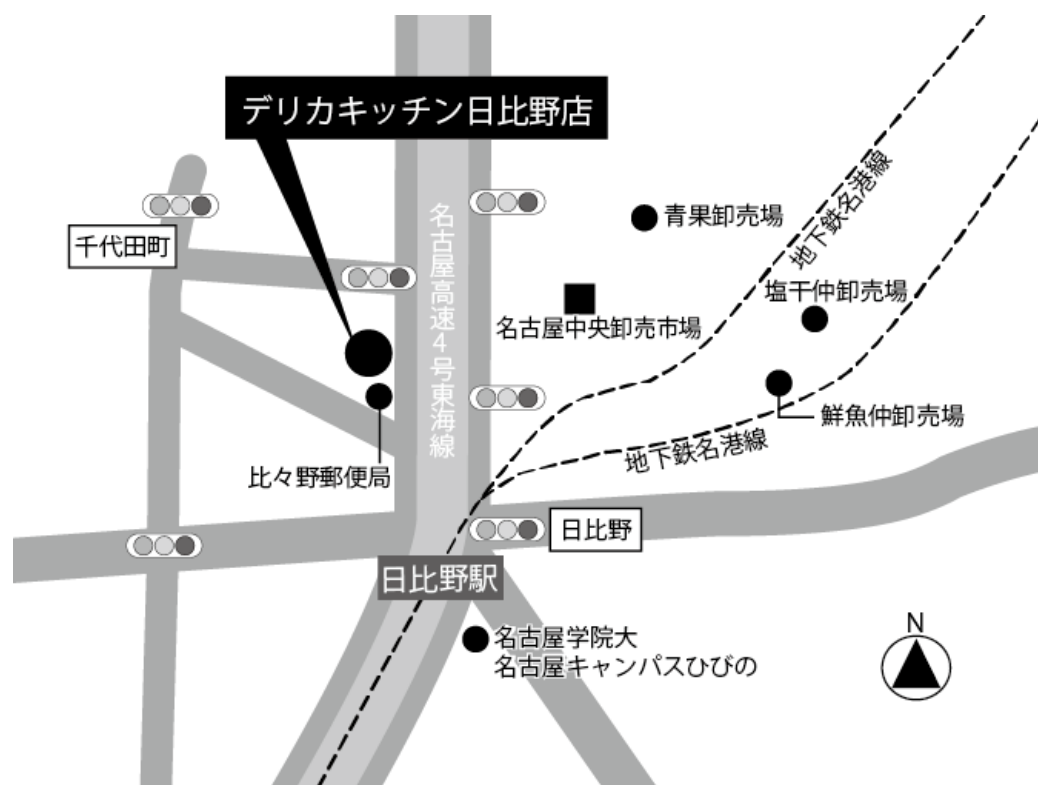 デリカキッチン日比野店
千代田町
名古屋高速4号東海線
青果卸売場
地下鉄名港線
塩干仲卸売場
名古屋中央卸売市場
鮮魚仲卸売場
地下鉄名港線
比々野郵便局
日比野
日比野駅
名古屋学院大
名古屋キャンパスひびの
N